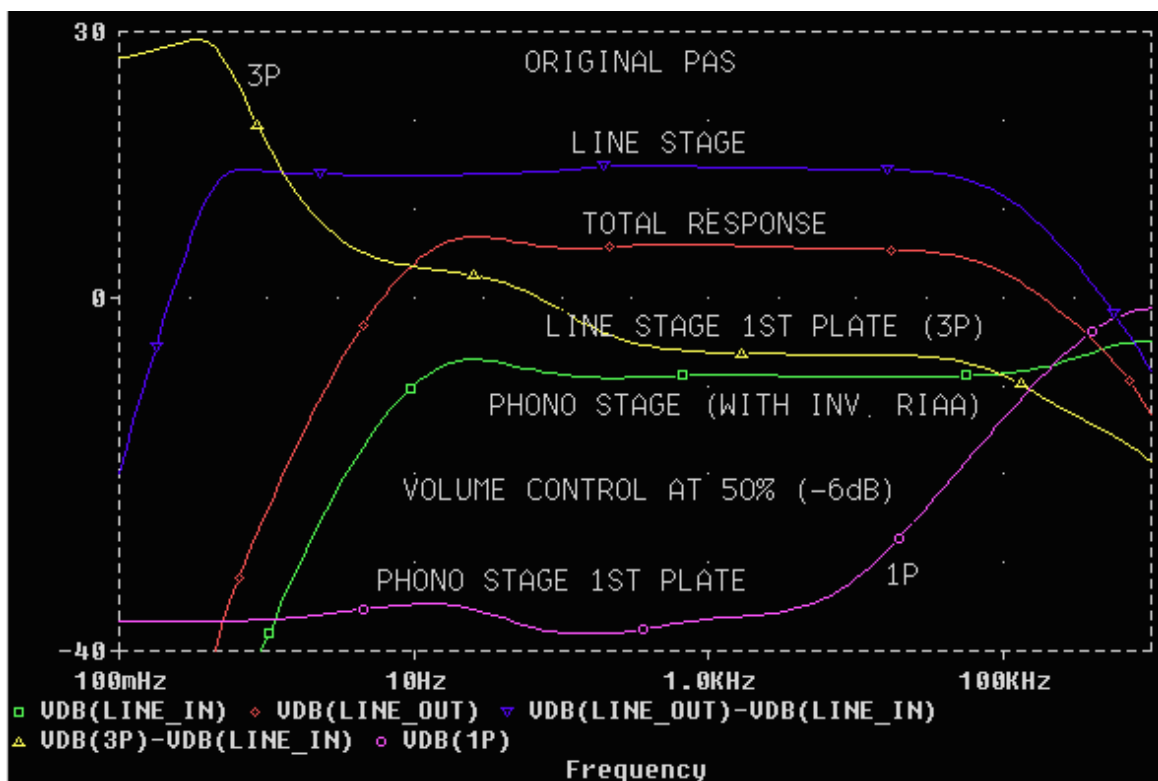 30
ORIGINAL PAS
3P
LINE STAGE
TOTAL RESPONSE
0
LINE STAGE 1ST PLATE (3P)
PHONO STAGE (WITH INV. RIAA)
VOLUME CONTROL AT 50% (-6dB)
PHONO STAGE 1ST PLATE
1P
-40
100mHz 10Hz 1.0KHz 100KHz
VDB(LINE_IN) VDB(LINE_OUT) VDB(LINE_OUT)-VDB(LINE_IN)
VDB(3P)-VDB(LINE_IN) VDB(1P)
Frequency